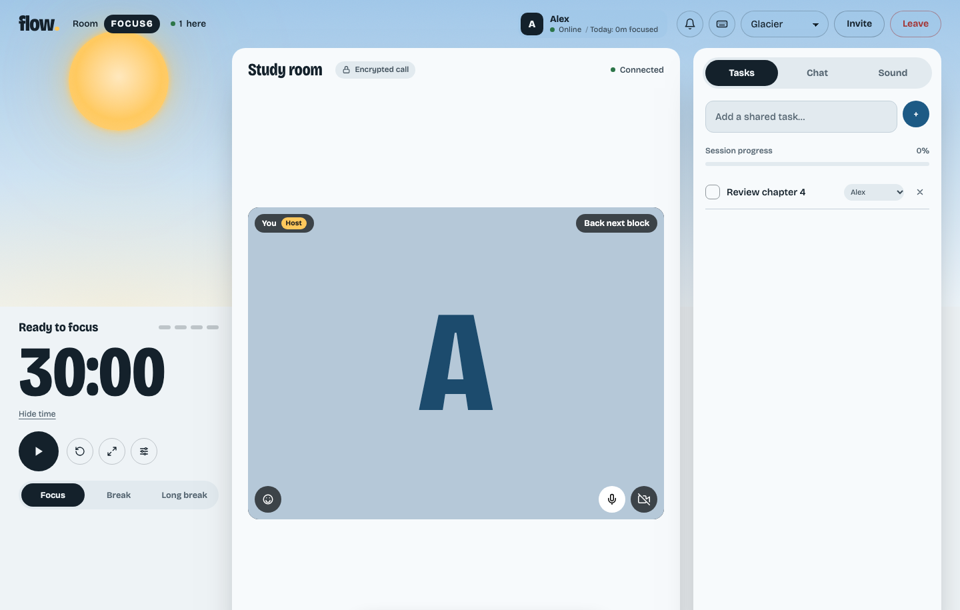 flow.
Room FOCUS6 1 here
A Alex
Online / Today: 0m focused
Glacier Invite Leave
Study room Encrypted call Connected
Tasks Chat Sound
Add a shared task... +
Session progress 0%
Review chapter 4 Alex
You Host Back next block
A
Ready to focus
30:00
Hide time
Focus Break Long break